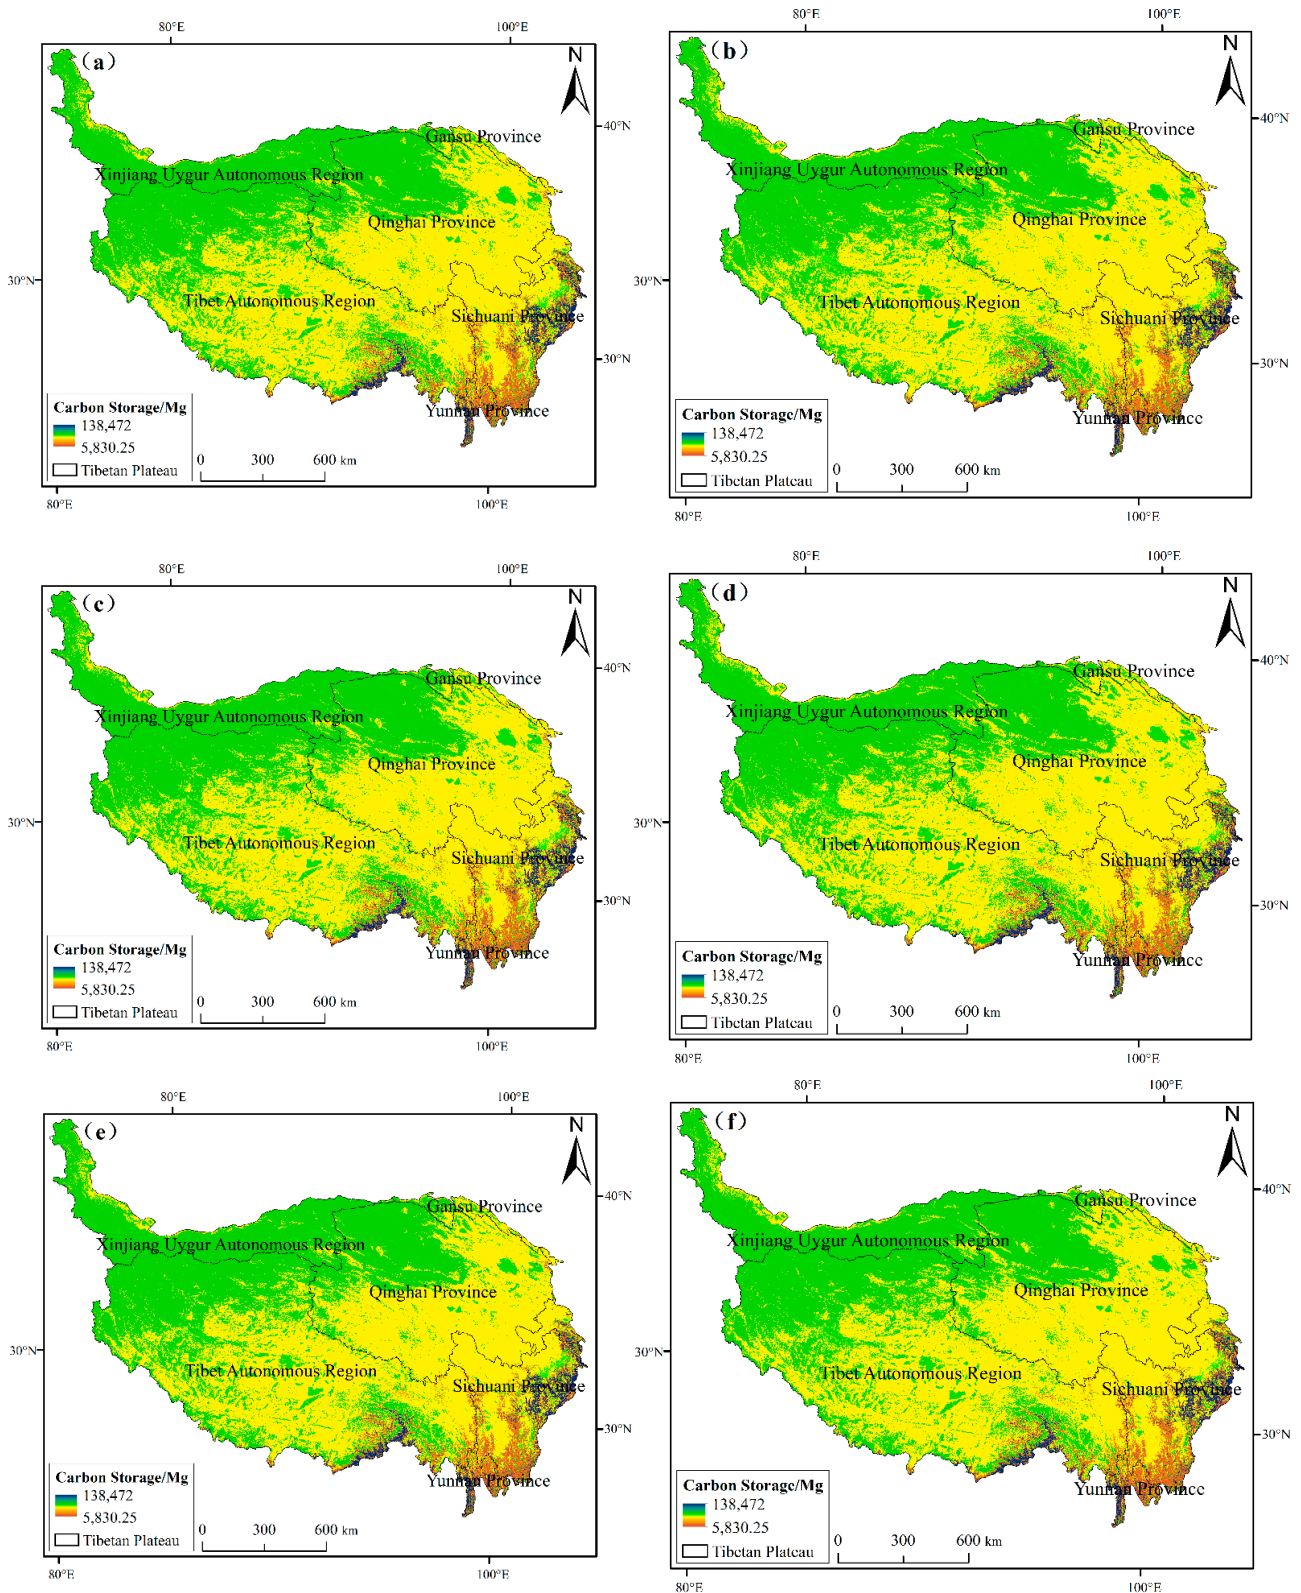 80°E 100°E
(a)
N
40°N
Gansu Province
Xinjiang Uygur Autonomous Region
Qinghai Province
30°N
Tibet Autonomous Region
Sichuani Province
30°N
Yunnan Province
Carbon Storage/Mg
138,472
5,830.25
Tibetan Plateau
0 300 600 km
80°E 100°E
80°E 100°E
(b)
N
40°N
Gansu Province
Xinjiang Uygur Autonomous Region
Qinghai Province
30°N
Tibet Autonomous Region
Sichuani Province
30°N
Yunnan Province
Carbon Storage/Mg
138,472
5,830.25
Tibetan Plateau
0 300 600 km
80°E 100°E
80°E 100°E
(c)
N
40°N
Gansu Province
Xinjiang Uygur Autonomous Region
Qinghai Province
30°N
Tibet Autonomous Region
Sichuani Province
30°N
Yunnan Province
Carbon Storage/Mg
138,472
5,830.25
Tibetan Plateau
0 300 600 km
80°E 100°E
80°E 100°E
(d)
N
40°N
Gansu Province
Xinjiang Uygur Autonomous Region
Qinghai Province
30°N
Tibet Autonomous Region
Sichuani Province
30°N
Yunnan Province
Carbon Storage/Mg
138,472
5,830.25
Tibetan Plateau
0 300 600 km
80°E 100°E
80°E 100°E
(e)
N
40°N
Gansu Province
Xinjiang Uygur Autonomous Region
Qinghai Province
30°N
Tibet Autonomous Region
Sichuani Province
30°N
Yunnan Province
Carbon Storage/Mg
138,472
5,830.25
Tibetan Plateau
0 300 600 km
80°E 100°E
80°E 100°E
(f)
N
40°N
Gansu Province
Xinjiang Uygur Autonomous Region
Qinghai Province
30°N
Tibet Autonomous Region
Sichuani Province
30°N
Yunnan Province
Carbon Storage/Mg
138,472
5,830.25
Tibetan Plateau
0 300 600 km
80°E 100°E